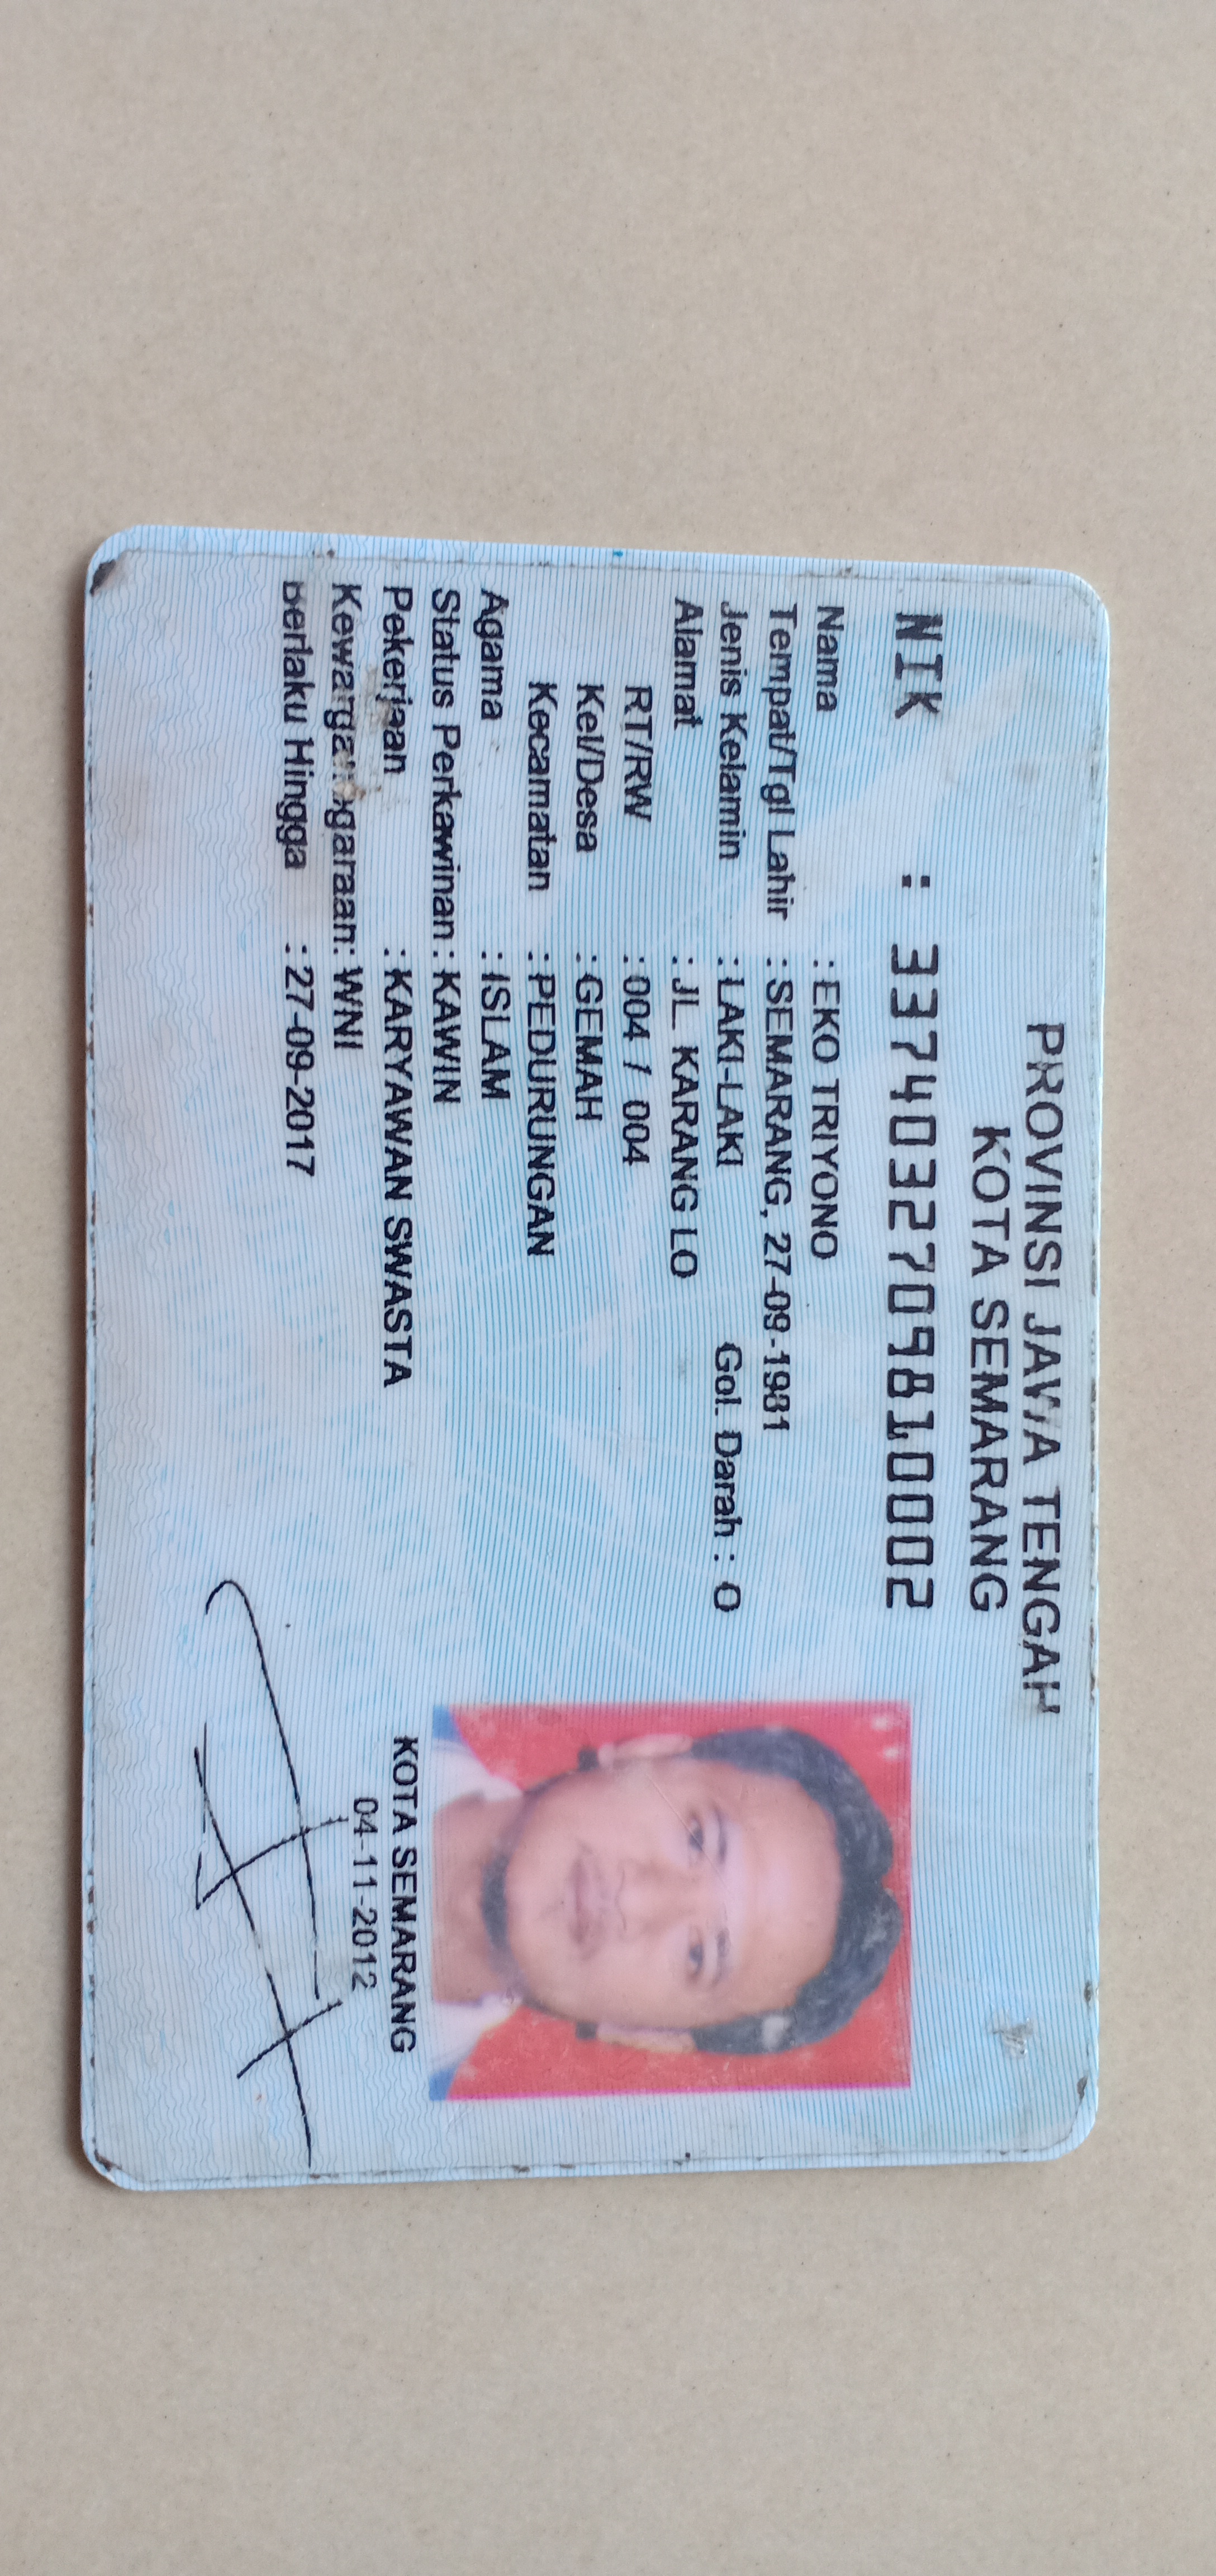 PROVINSI JAWA TENGAH
KOTA SEMARANG
NIK : 3374032709810002
Nama : EKO TRIYONO
Tempat/Tgl Lahir : SEMARANG, 27-09-1981
Jenis Kelamin : LAKI-LAKI Gol. Darah : O
Alamat : JL. KARANG LO
RT/RW : 004 / 004
Kel/Desa : GEMAH
Kecamatan : PEDURUNGAN
Agama : ISLAM
Status Perkawinan : KAWIN
Pekerjaan : KARYAWAN SWASTA
Kewarganegaraan: WNI
Berlaku Hingga : 27-09-2017
KOTA SEMARANG
04-11-2012